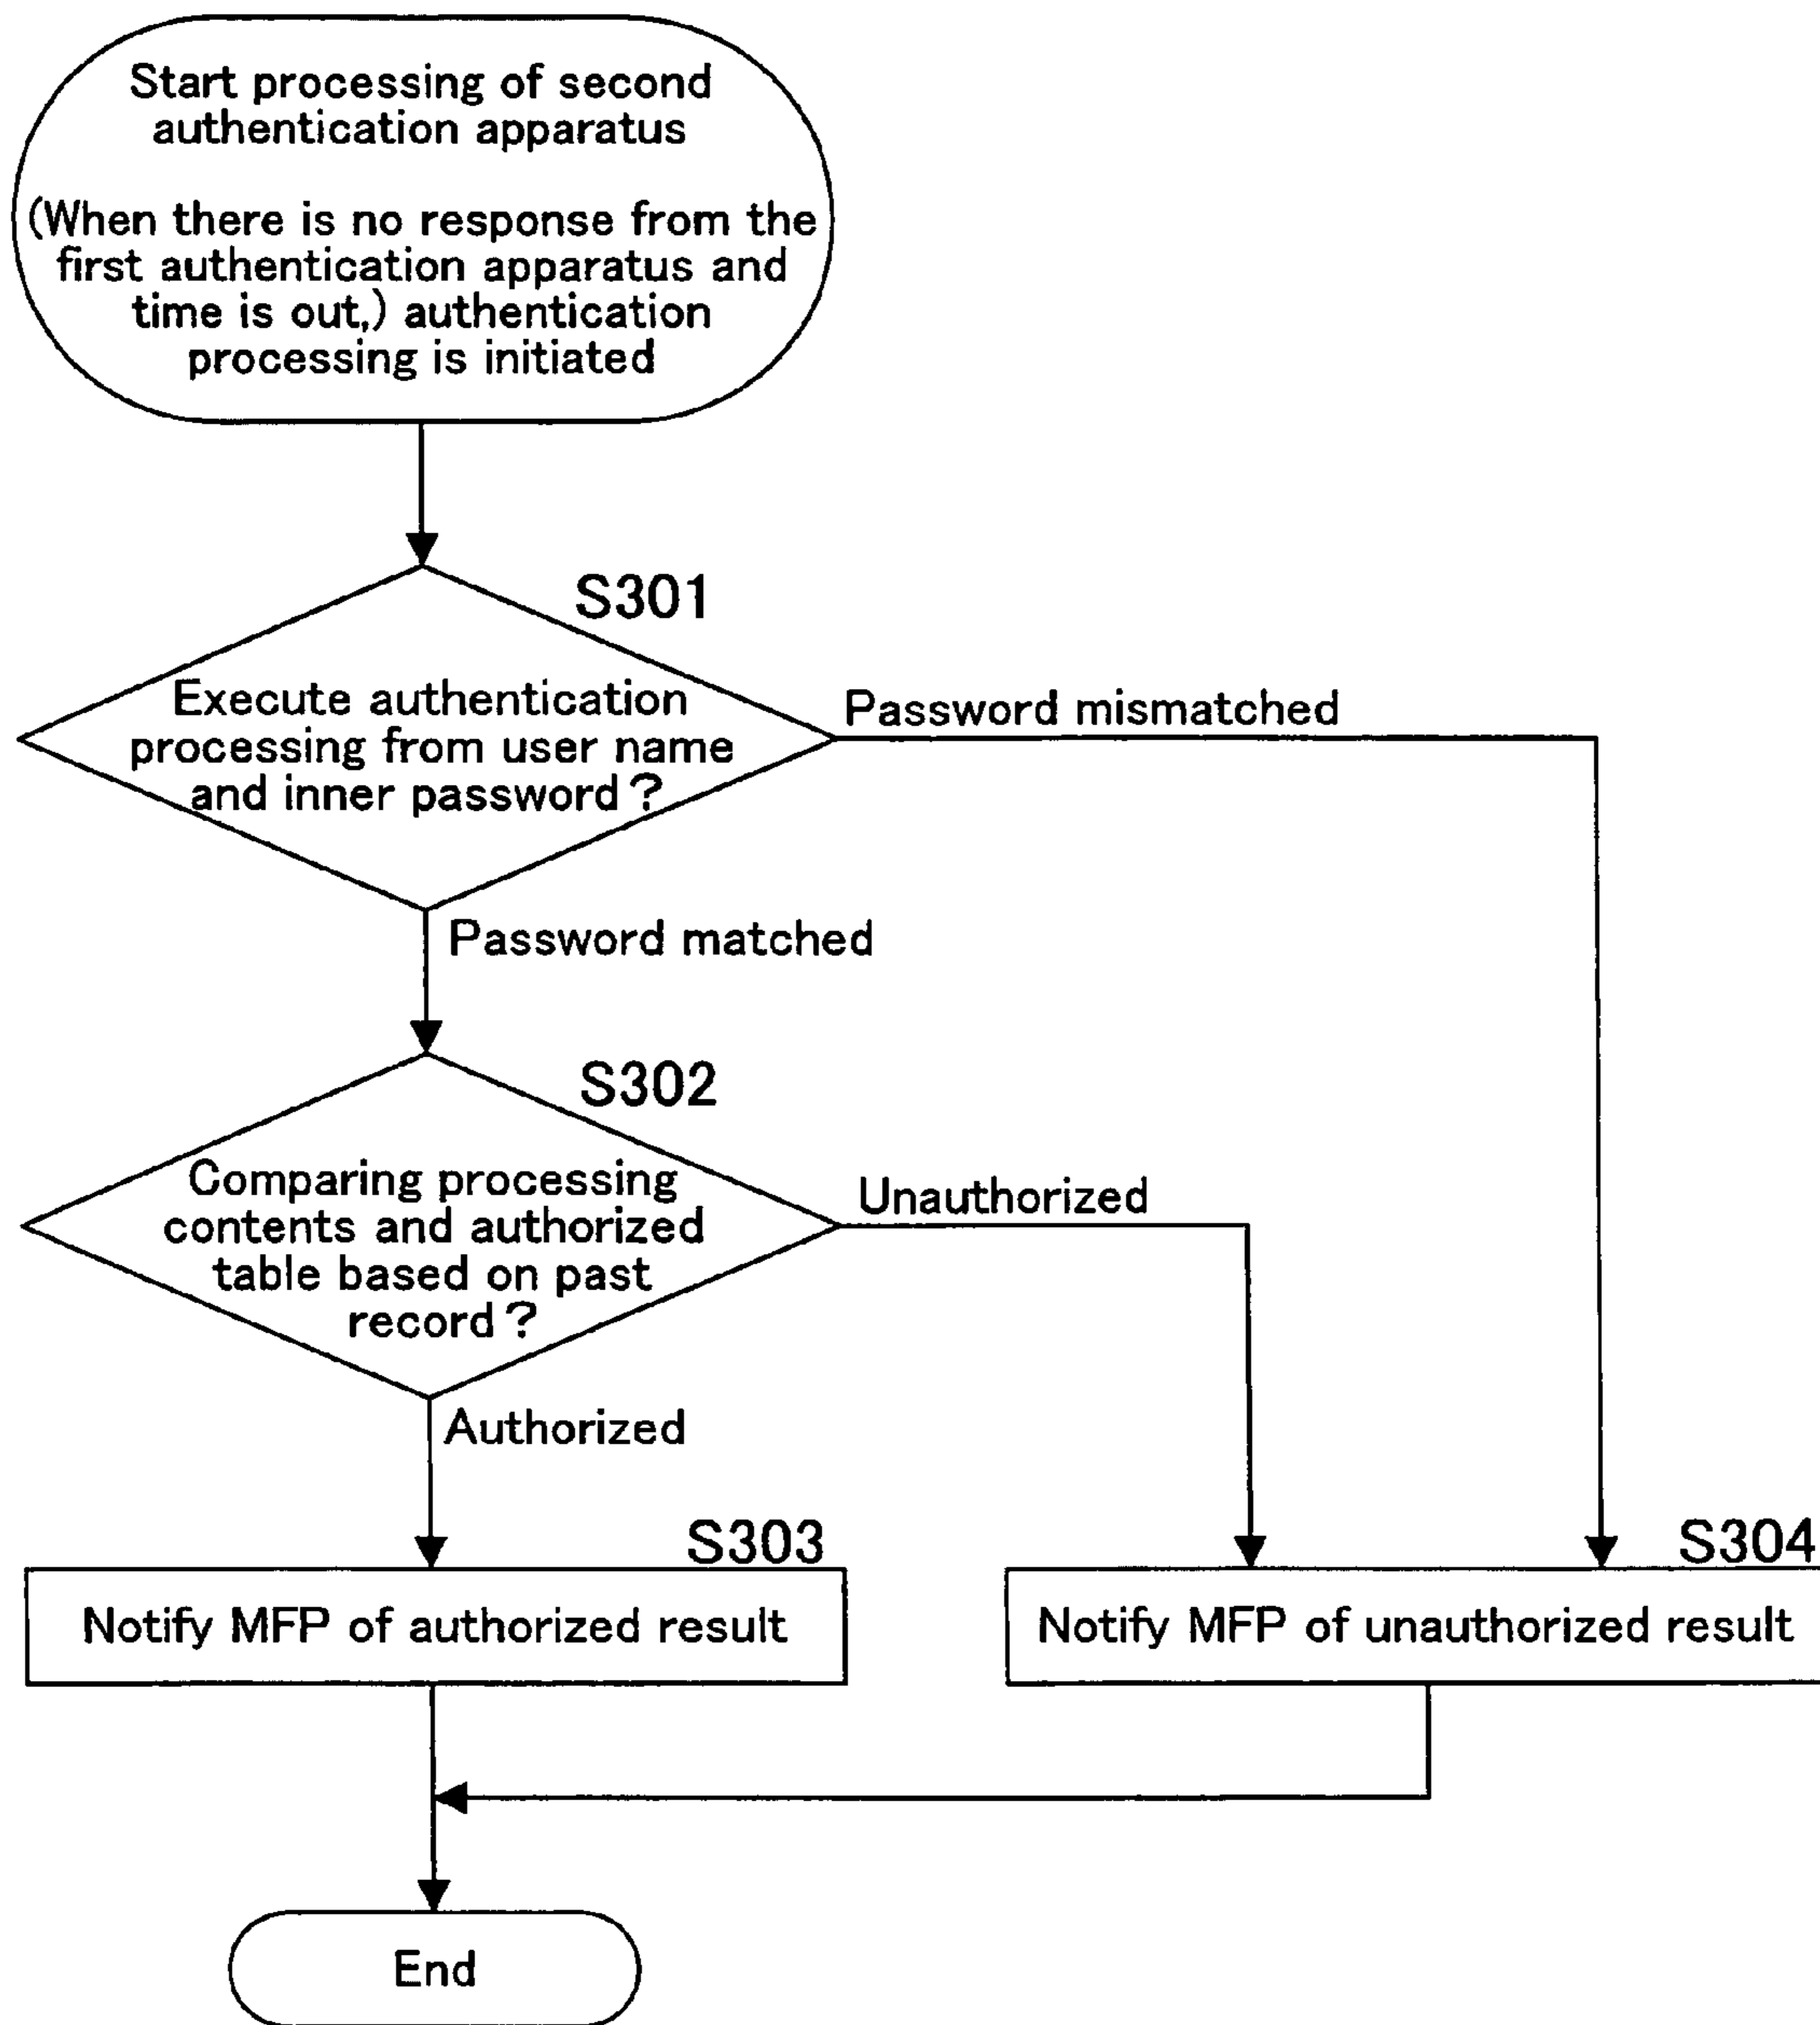 Start processing of second
authentication apparatus
(When there is no response from the
first authentication apparatus and
time is out,) authentication
processing is initiated
S301
Execute authentication
processing from user name
and inner password ?
Password mismatched
Password matched
S302
Comparing processing
contents and authorized
table based on past
record ?
Unauthorized
Authorized
S303
Notify MFP of authorized result
S304
Notify MFP of unauthorized result
End